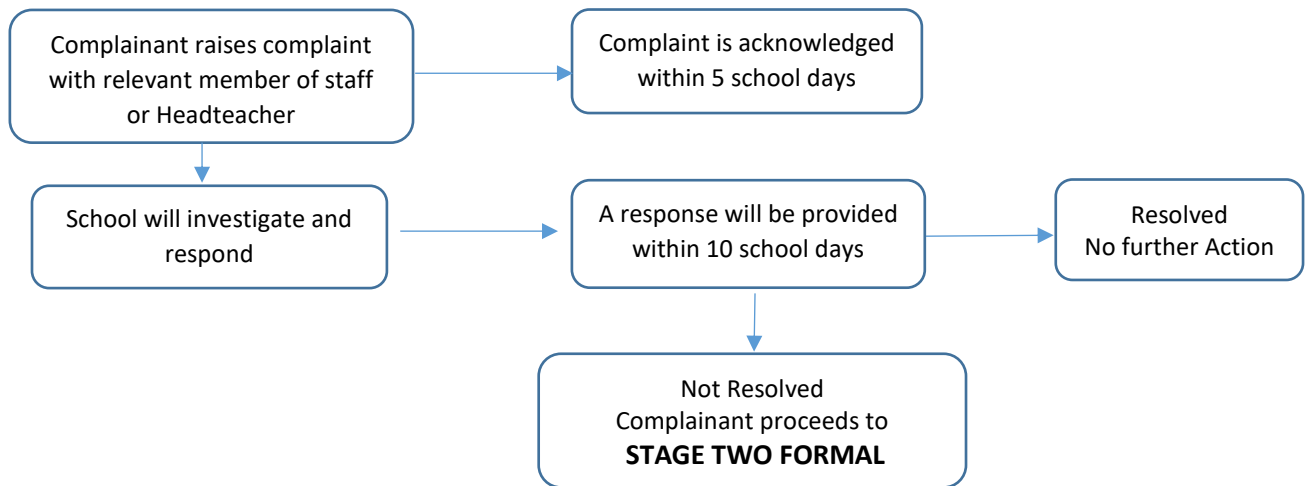 Complainant raises complaint
with relevant member of staff
or Headteacher
Complaint is acknowledged
within 5 school days
School will investigate and
respond
A response will be provided
within 10 school days
Resolved
No further Action
Not Resolved
Complainant proceeds to
STAGE TWO FORMAL